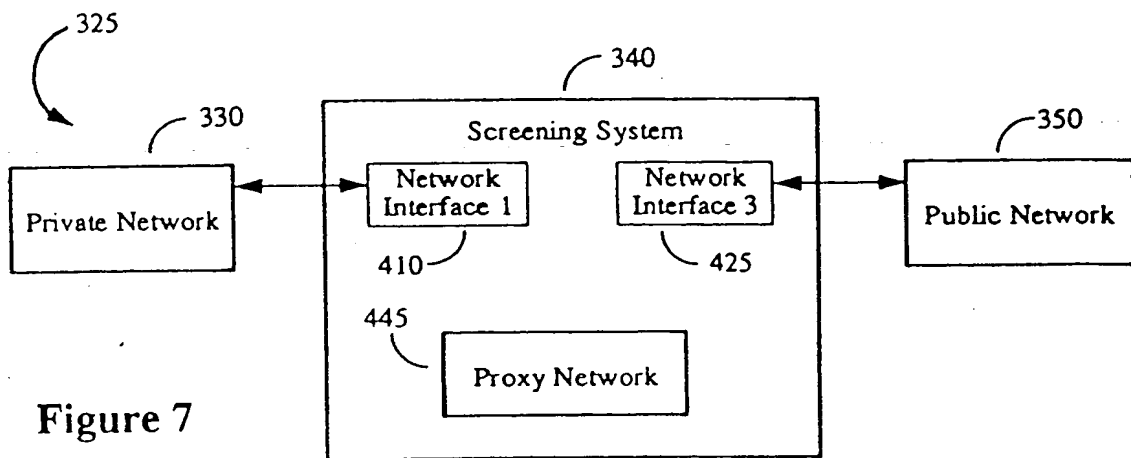 325
340
330
350
Screening System
Private Network
Network
Interface 1
Network
Interface 3
Public Network
410
425
445
Proxy Network
Figure 7